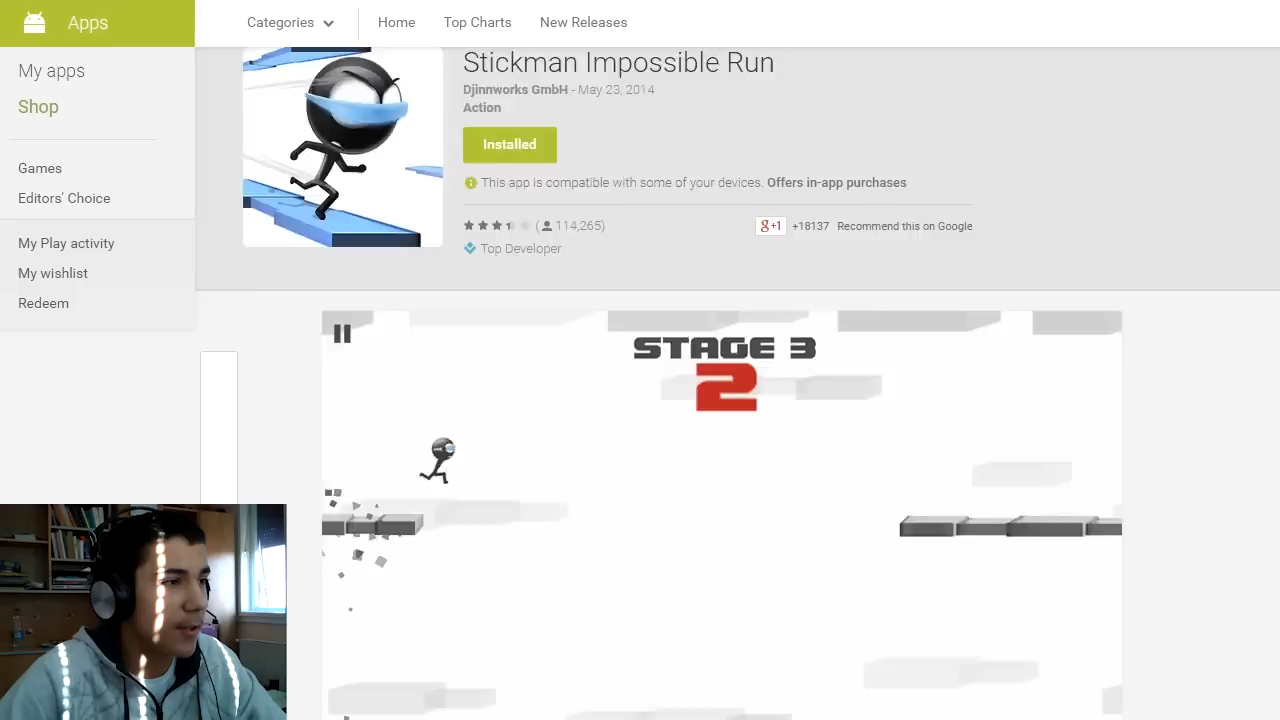 Apps
Categories
Home
Top Charts
New Releases
My apps
Shop
Games
Editors' Choice
My Play activity
My wishlist
Redeem
Stickman Impossible Run
Djinnworks GmbH - May 23, 2014
Action
Installed
This app is compatible with some of your devices. Offers in-app purchases
(114,265)
g+1 +18137 Recommend this on Google
Top Developer
STAGE 3
2